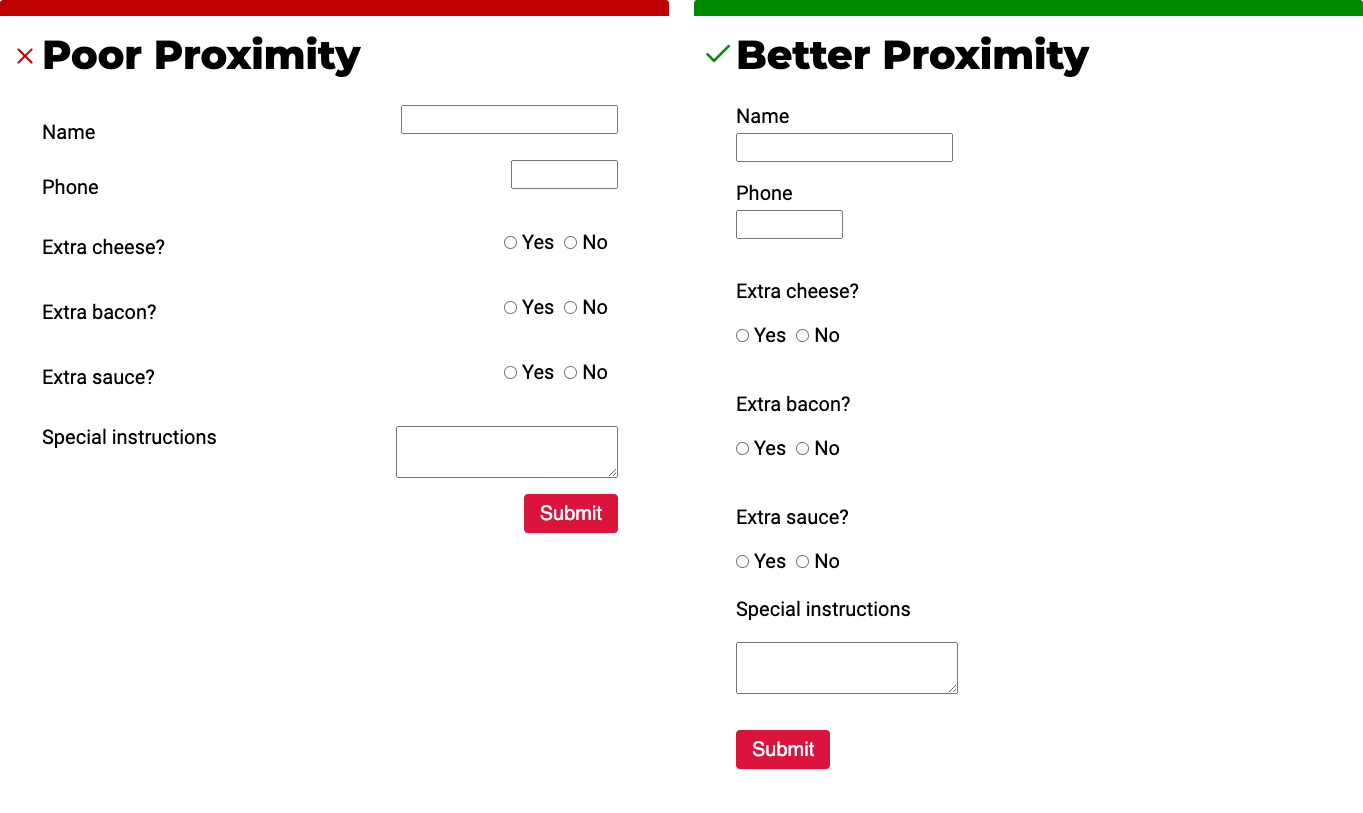 Poor Proximity
Name
Phone
Extra cheese?
Yes No
Extra bacon?
Yes No
Extra sauce?
Yes No
Special instructions
Submit
Better Proximity
Name
Phone
Extra cheese?
Yes No
Extra bacon?
Yes No
Extra sauce?
Yes No
Special instructions
Submit